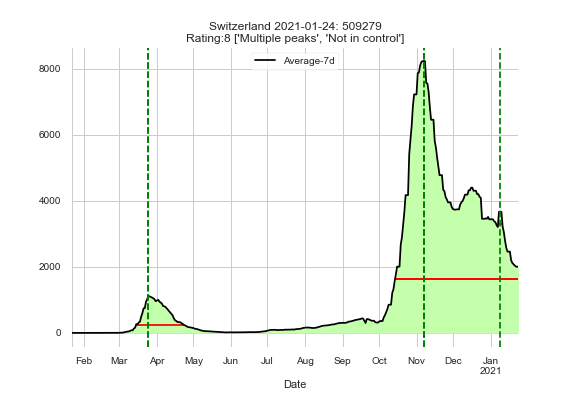 Switzerland 2021-01-24: 509279
Rating:8 ['Multiple peaks', 'Not in control']
Average-7d
8000
6000
4000
2000
0
Feb Mar Apr May Jun Jul Aug Sep Oct Nov Dec Jan
2021
Date